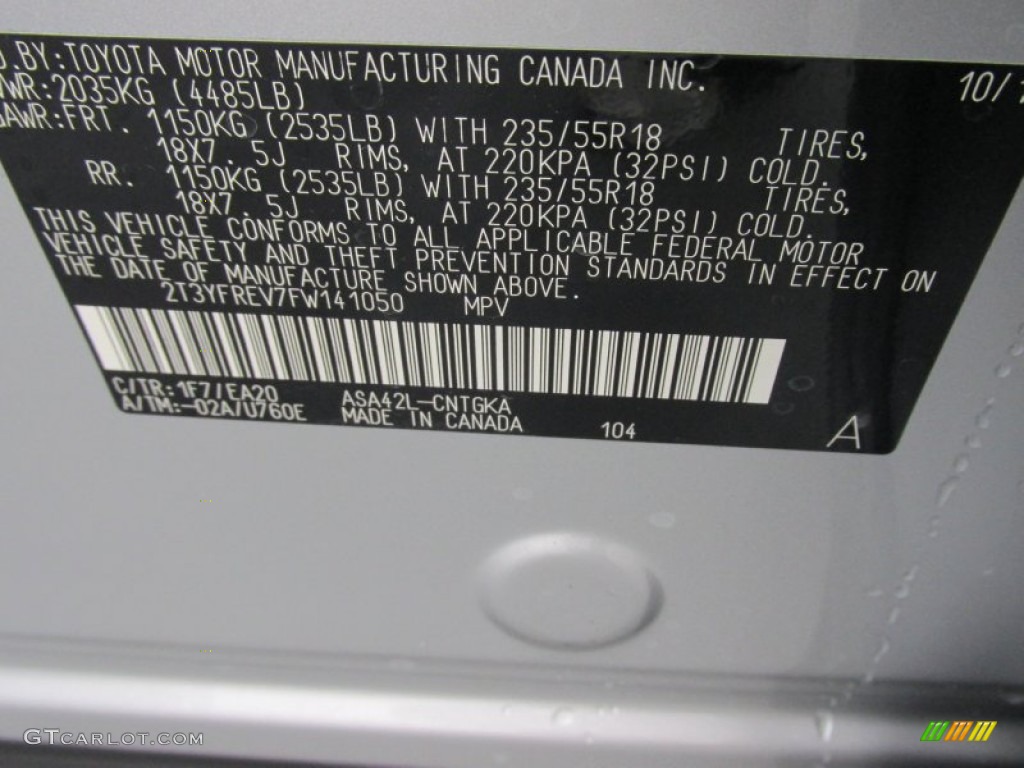 D.BY:TOYOTA MOTOR MANUFACTURING CANADA INC. 10/
WR:2035KG (4485LB)
GAWR:FRT. 1150KG (2535LB) WITH 235/55R18 TIRES,
18X7.5J RIMS, AT 220KPA (32PSI) COLD.
RR. 1150KG (2535LB) WITH 235/55R18 TIRES,
18X7.5J RIMS, AT 220KPA (32PSI) COLD.
THIS VEHICLE CONFORMS TO ALL APPLICABLE FEDERAL MOTOR
VEHICLE SAFETY AND THEFT PREVENTION STANDARDS IN EFFECT ON
THE DATE OF MANUFACTURE SHOWN ABOVE.
2T3YFREV7FW141050 MPV
C/TR:1F7/EA20 ASA42L-CNTGKA
A/TM:-02A/U760E MADE IN CANADA
104 A
GTCarLot.com